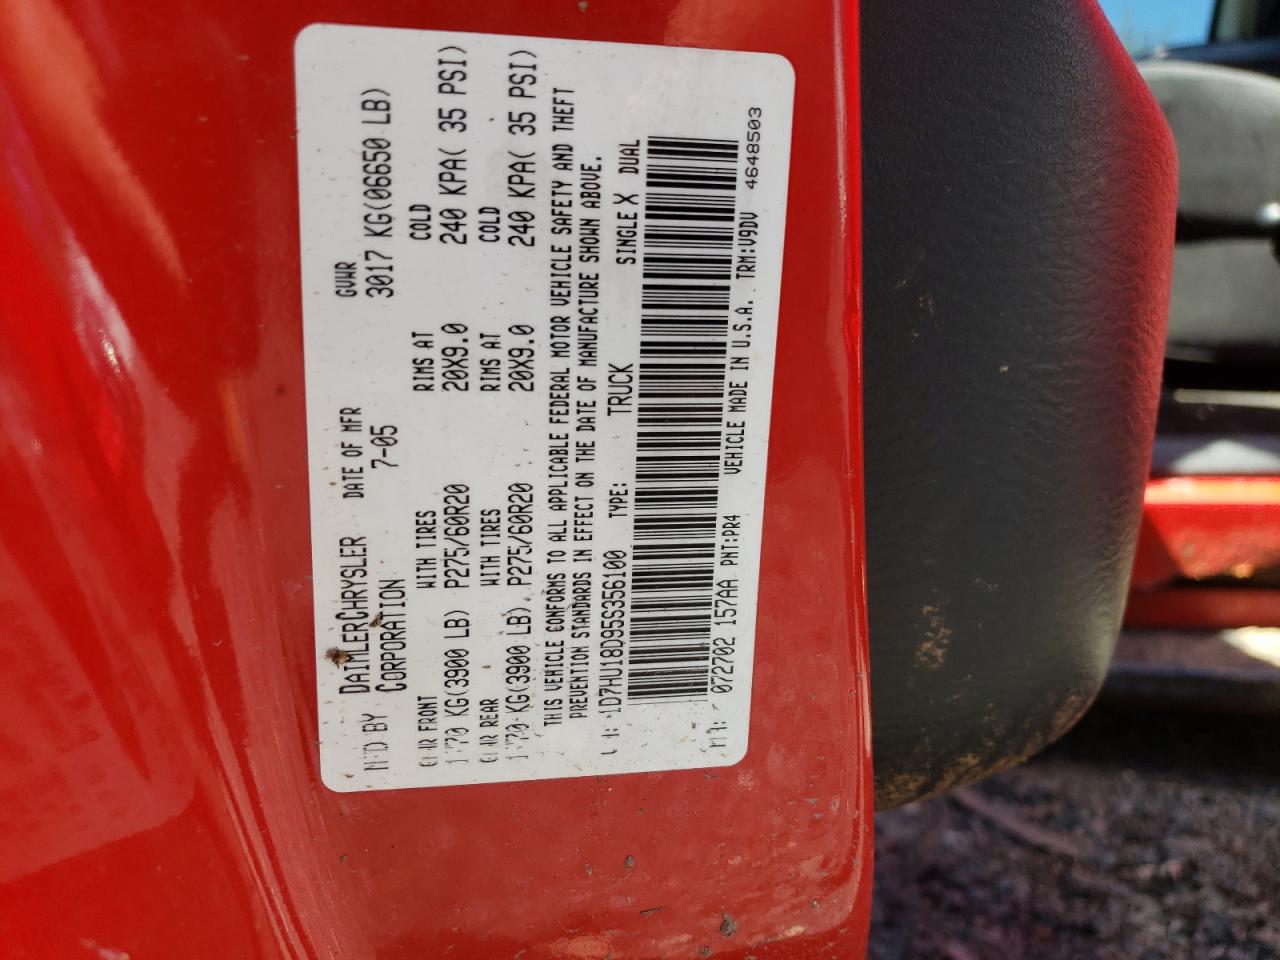 DAIMLERCHRYSLER DATE OF MFR GVWR
CORPORATION 7-05 3017 KG(06650 LB)
FRONT WITH TIRES RIMS AT COLD
KG(3900 LB) P275/60R20 20X9.0 240 KPA( 35 PSI)
REAR WITH TIRES RIMS AT COLD
KG(3900 LB) P275/60R20 20X9.0 240 KPA( 35 PSI)
THIS VEHICLE CONFORMS TO ALL APPLICABLE FEDERAL MOTOR VEHICLE SAFETY AND THEFT
PREVENTION STANDARDS IN EFFECT ON THE DATE OF MANUFACTURE SHOWN ABOVE.
1D7HU18D95S356100 TYPE: TRUCK SINGLE X DUAL
072702 157AA PNT:PR4 VEHICLE MADE IN U.S.A. TRM:V9DV 4648503